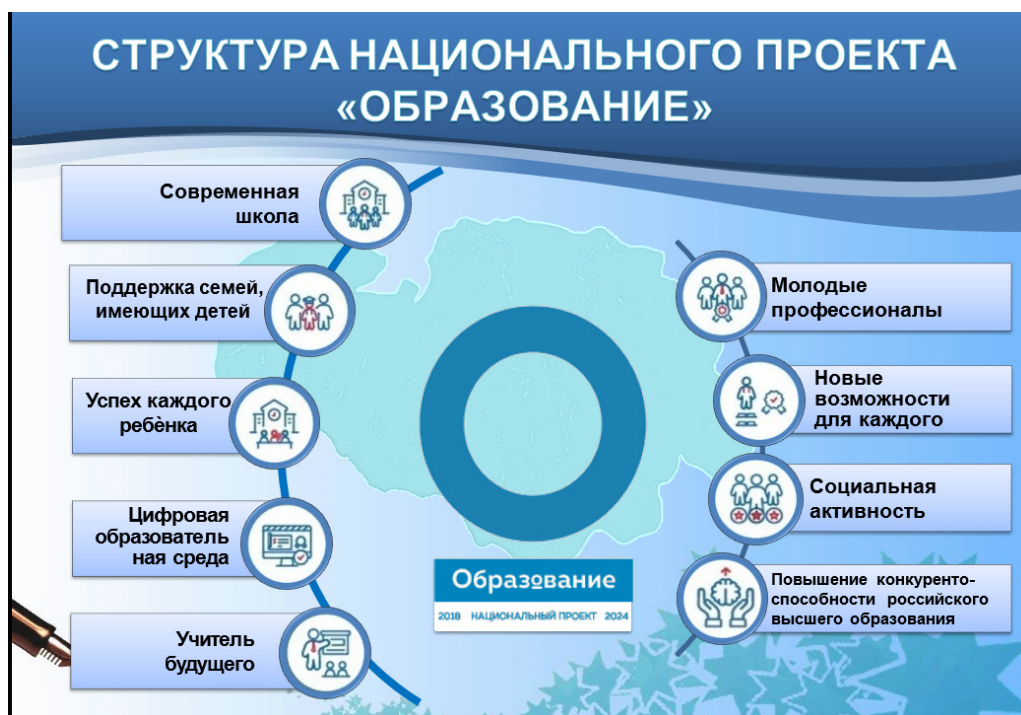 СТРУКТУРА НАЦИОНАЛЬНОГО ПРОЕКТА
«ОБРАЗОВАНИЕ»
Современная
школа
Поддержка семей,
имеющих детей
Успех каждого
ребѐнка
Цифровая
образователь
ная среда
Учитель
будущего
Молодые
профессионалы
Новые
возможности
для каждого
Социальная
активность
Повышение конкуренто-
способности российского
высшего образования
Образование
2018 НАЦИОНАЛЬНЫЙ ПРОЕКТ 2024